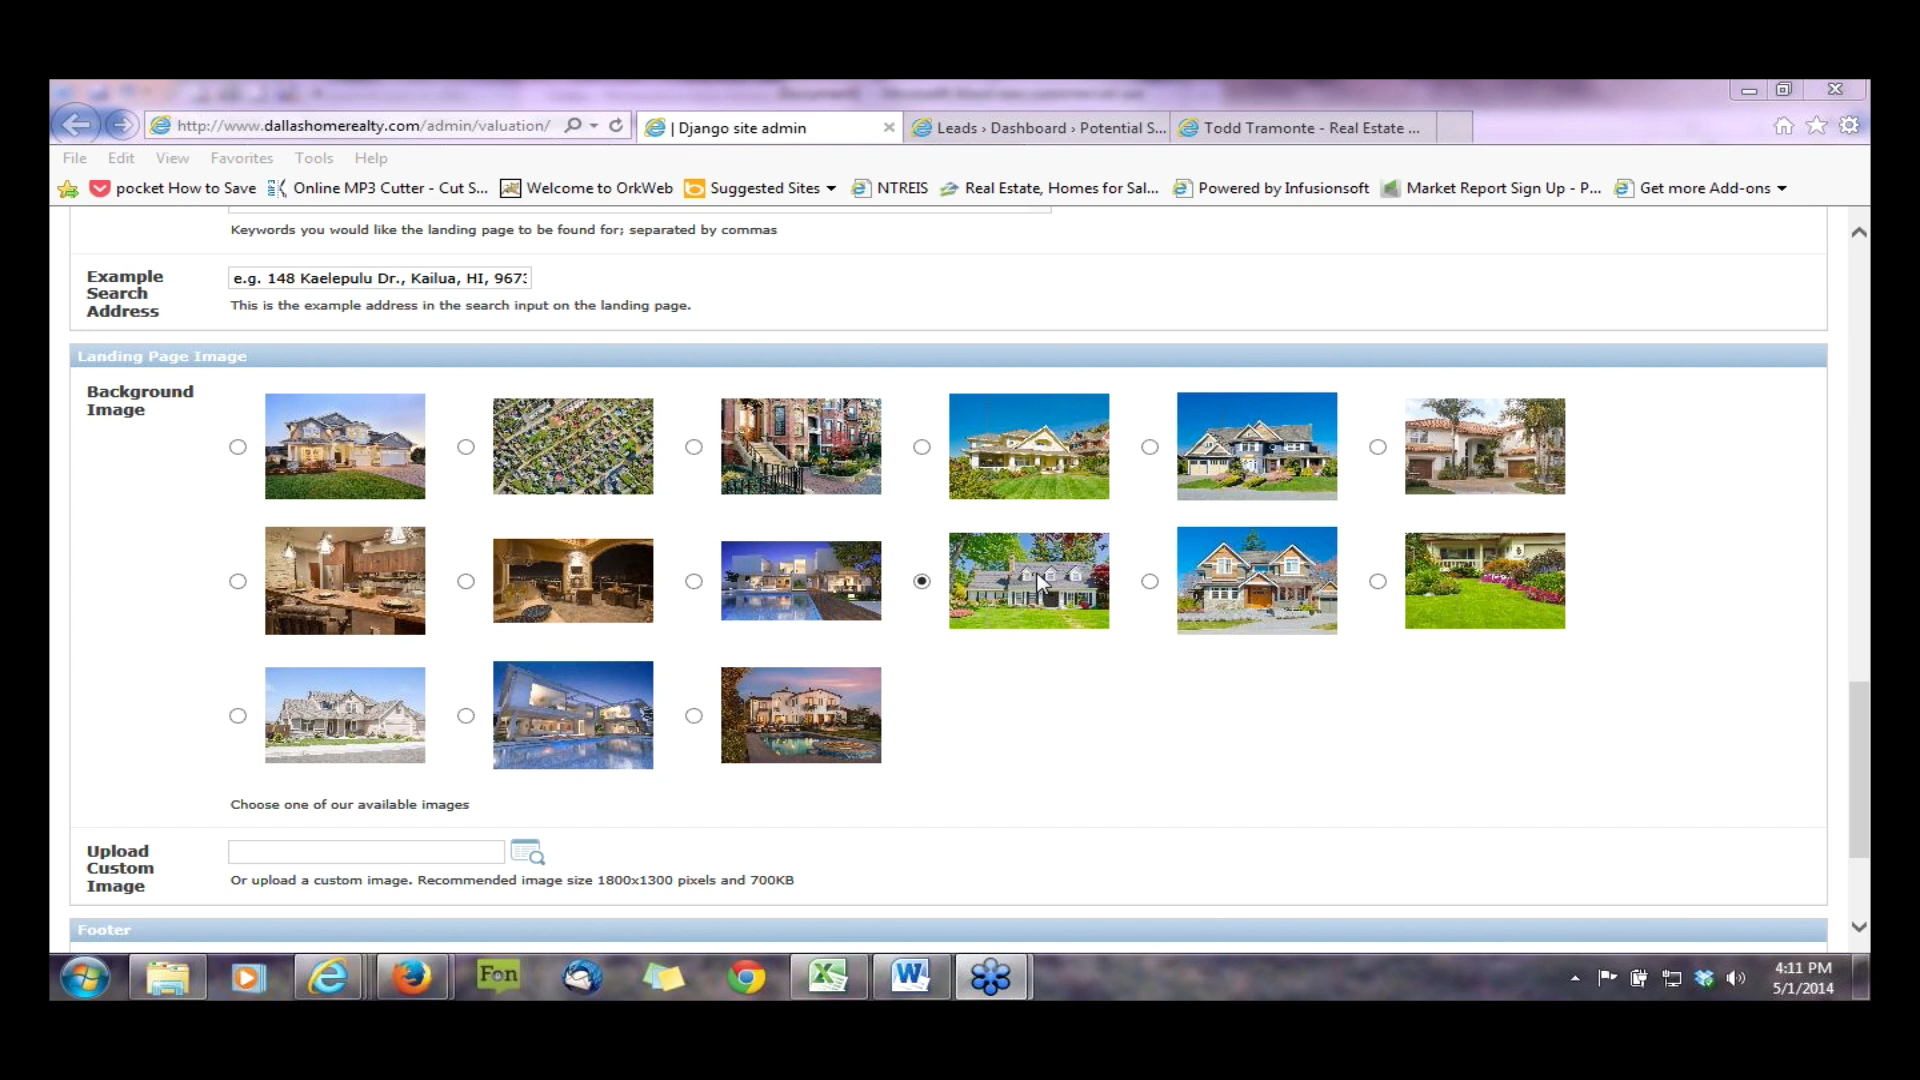 http://www.dallashomerealty.com/admin/valuation/
| Django site admin
Leads › Dashboard › Potential S...
Todd Tramonte - Real Estate ...
File Edit View Favorites Tools Help
pocket How to Save
Online MP3 Cutter - Cut S...
Welcome to OrkWeb
Suggested Sites
NTREIS
Real Estate, Homes for Sal...
Powered by Infusionsoft
Market Report Sign Up - P...
Get more Add-ons
Keywords you would like the landing page to be found for; separated by commas
Example
Search
Address
e.g. 148 Kaelepulu Dr., Kailua, HI, 9673
This is the example address in the search input on the landing page.
Landing Page Image
Background
Image
Choose one of our available images
Upload
Custom
Image
Or upload a custom image. Recommended image size 1800x1300 pixels and 700KB
Footer
Fon
4:11 PM
5/1/2014